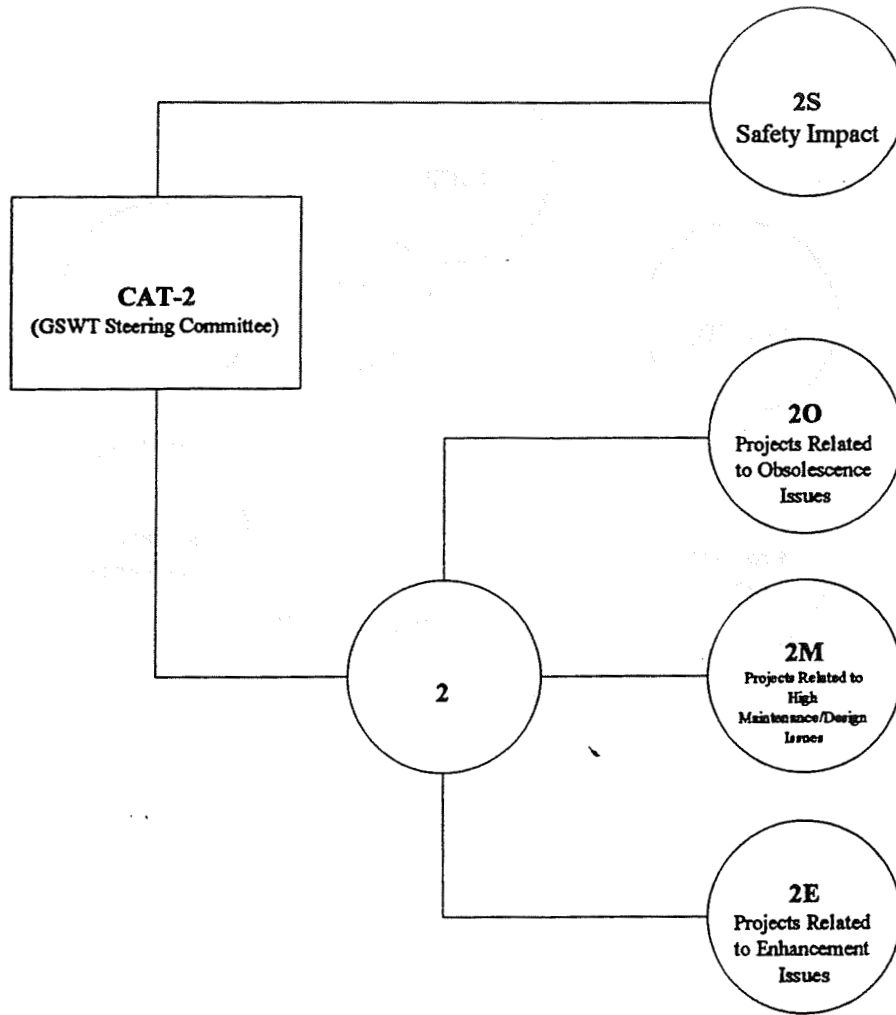 2S
Safety Impact
CAT-2
(GSWT Steering Committee)
2O
Projects Related
to Obsolescence
Issues
2
2M
Projects Related to
High
Maintenance/Design
Issues
2E
Projects Related
to Enhancement
Issues